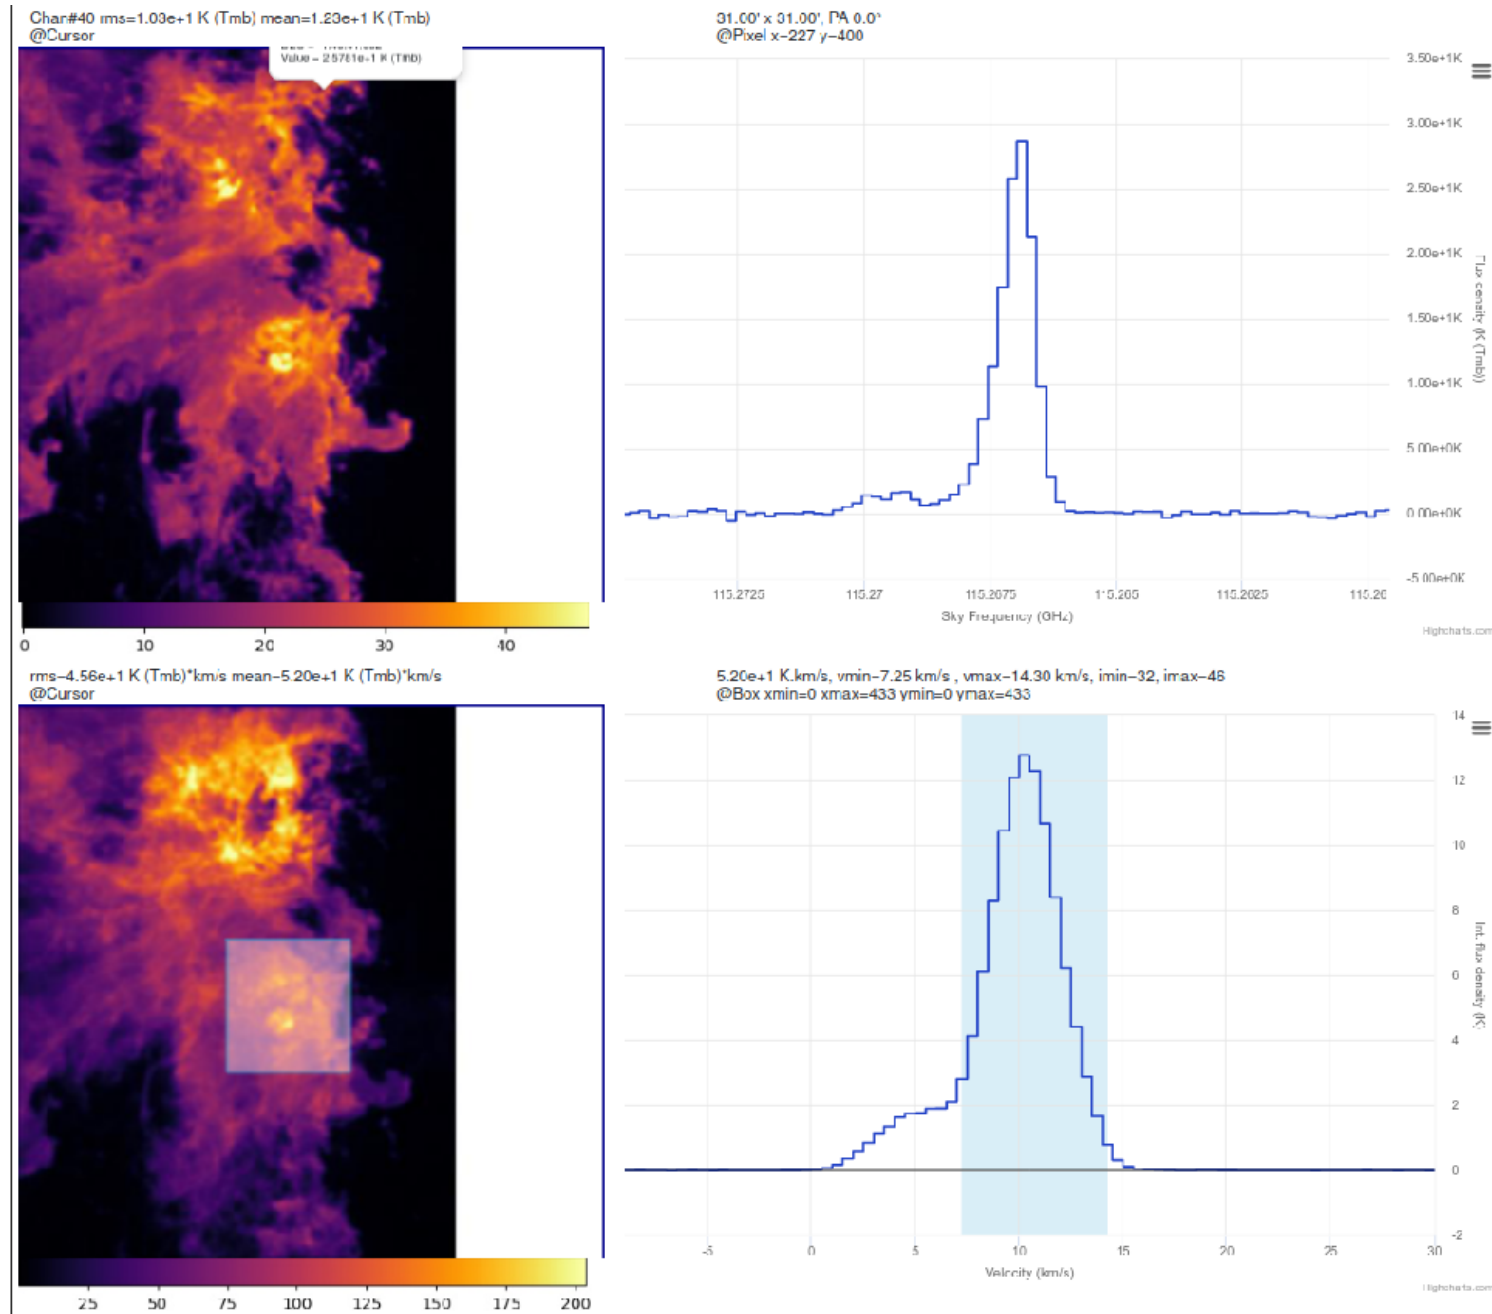 Chan#40 rms=1.03e+1 K (Tmb) mean=1.23e+1 K (Tmb)
@Cursor
Value = 25781e+1 K (Tmb)
0
10
20
30
40
31.00' x 31.00', PA 0.0°
@Pixel x=227 y=400
3.50e+1K
3.00e+1K
2.50e+1K
2.00e+1K
1.50e+1K
1.00e+1K
5.00e+0K
0.00e+0K
-5.00e+0K
Flux density (K (Tmb))
115.2725
115.27
115.2675
115.265
115.2625
115.26
Sky Frequency (GHz)
Highcharts.com
rms=4.56e+1 K (Tmb)*km/s mean=5.20e+1 K (Tmb)*km/s
@Cursor
25
50
75
100
125
150
175
200
5.20e+1 K.km/s, vmin=7.25 km/s , vmax=14.30 km/s, imin=32, imax=46
@Box xmin=0 xmax=433 ymin=0 ymax=433
14
12
10
8
6
4
2
0
-2
Int. flux density (K)
-5
0
5
10
15
20
25
30
Velocity (km/s)
Highcharts.com